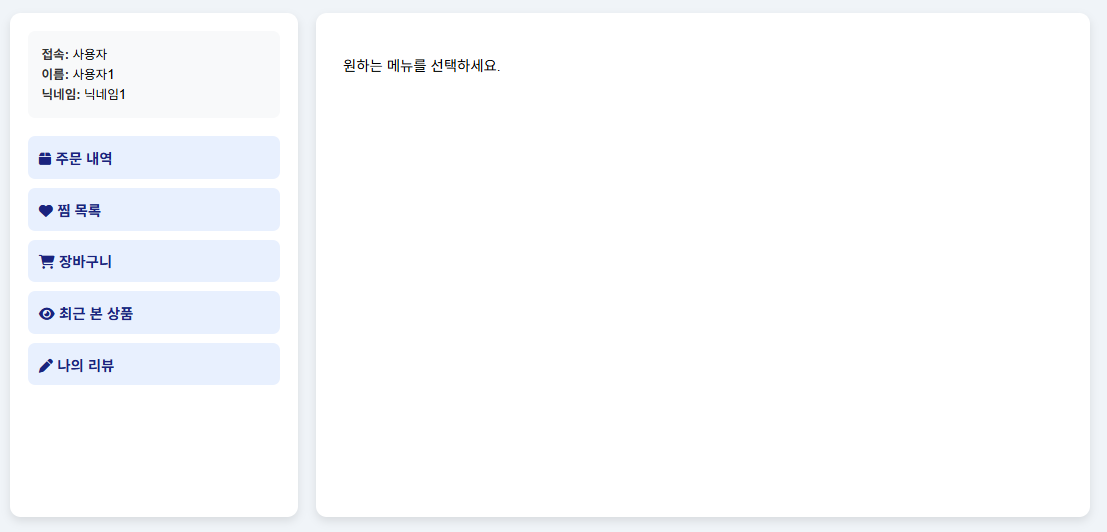 접속: 사용자
이름: 사용자1
닉네임: 닉네임1
주문 내역
찜 목록
장바구니
최근 본 상품
나의 리뷰
원하는 메뉴를 선택하세요.